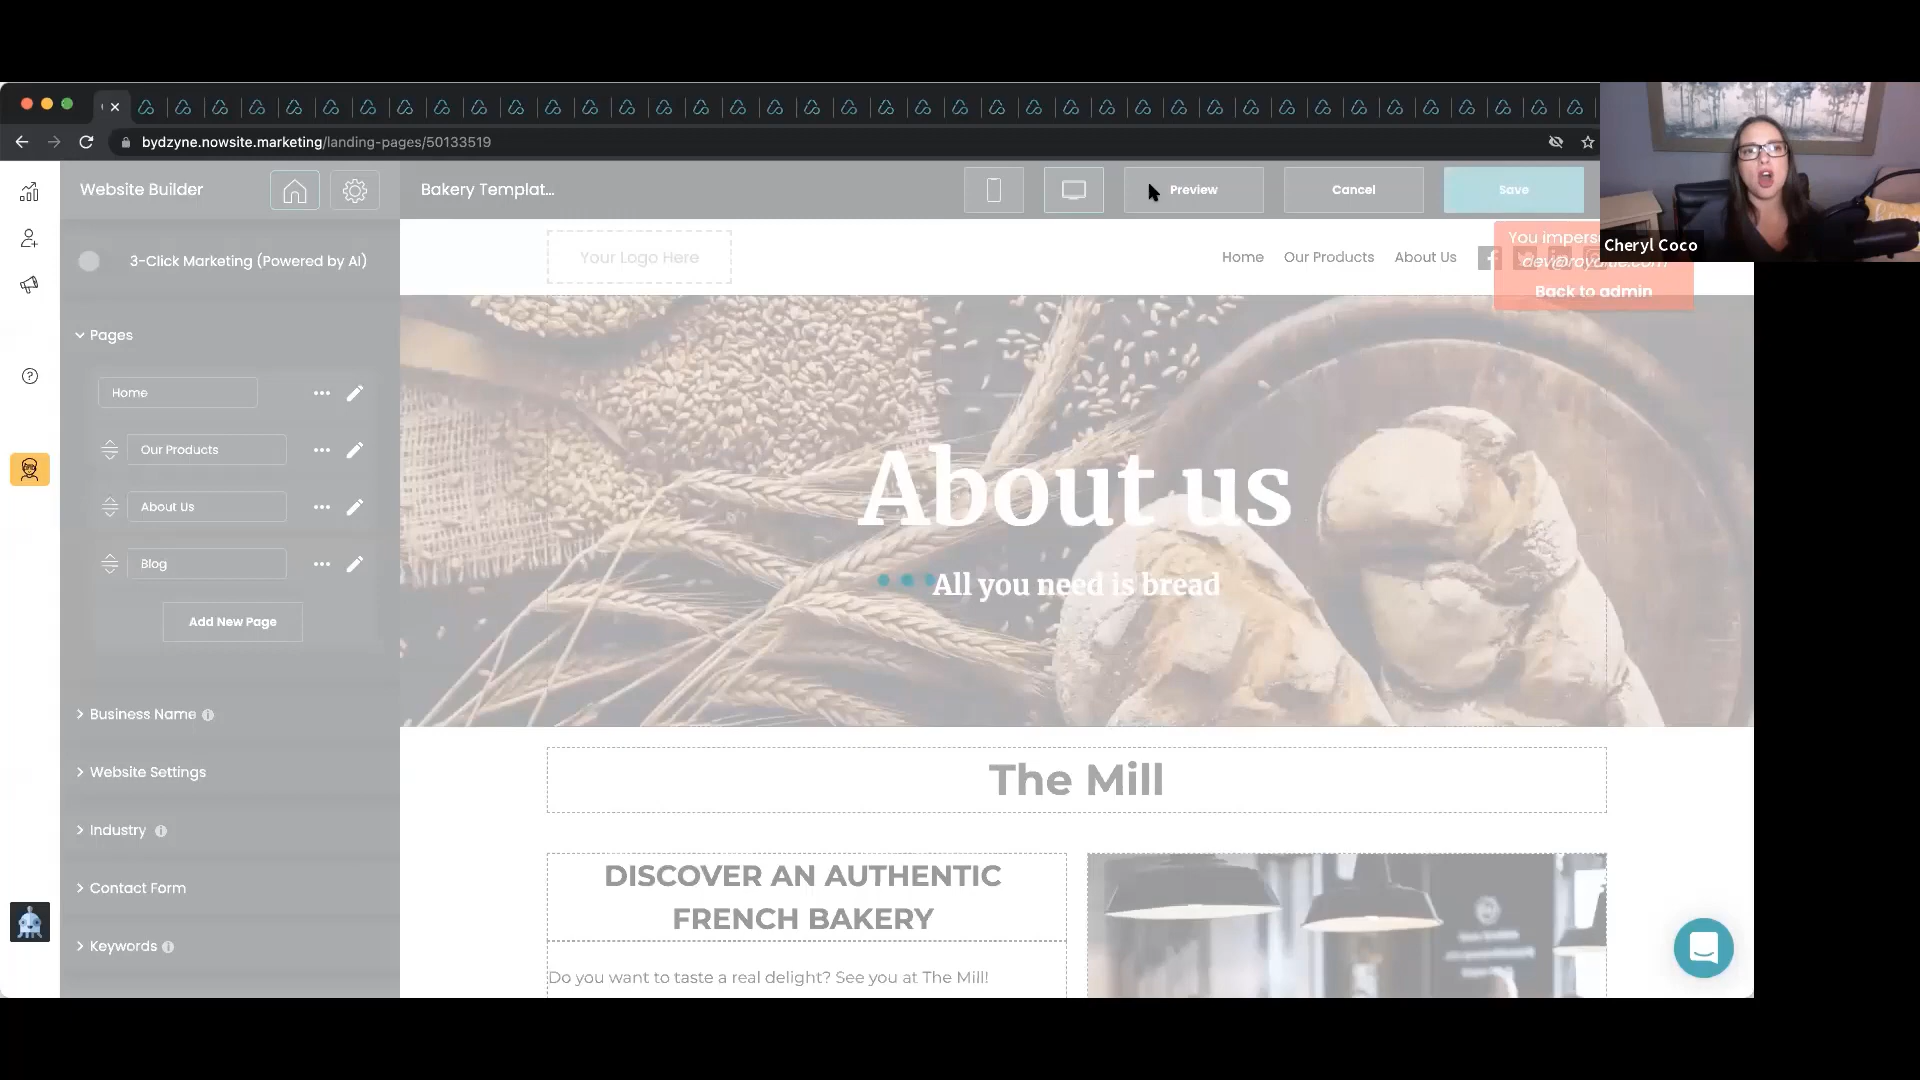 bydzyne.nowsite.marketing/landing-pages/50133519
Website Builder
Bakery Templat...
Preview
Cancel
Save
Cheryl Coco
3-Click Marketing (Powered by AI)
Your Logo Here
Home
Our Products
About Us
You impers
Back to admin
Pages
Home
Our Products
About Us
Blog
Add New Page
About us
All you need is bread
Business Name
Website Settings
Industry
Contact Form
Keywords
The Mill
DISCOVER AN AUTHENTIC
FRENCH BAKERY
Do you want to taste a real delight? See you at The Mill!